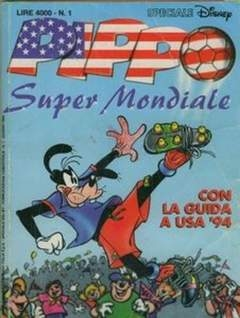 LIRE 4000 - N. 1
SPECIALE Disney
PIPPO
Super Mondiale
CON
LA GUIDA
A USA '94